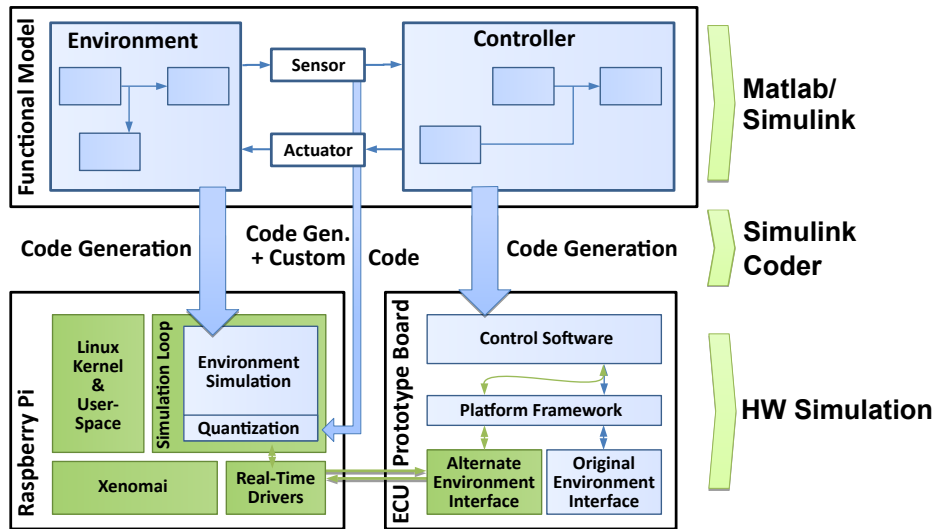 Functional Model
Environment
Sensor
Actuator
Controller
Matlab/
Simulink
Code Generation
Code Gen.
+ Custom Code
Code Generation
Simulink
Coder
Raspberry Pi
Linux
Kernel
&
User-
Space
Simulation Loop
Environment
Simulation
Quantization
Xenomai
Real-Time
Drivers
ECU Prototype Board
Control Software
Platform Framework
Alternate
Environment
Interface
Original
Environment
Interface
HW Simulation